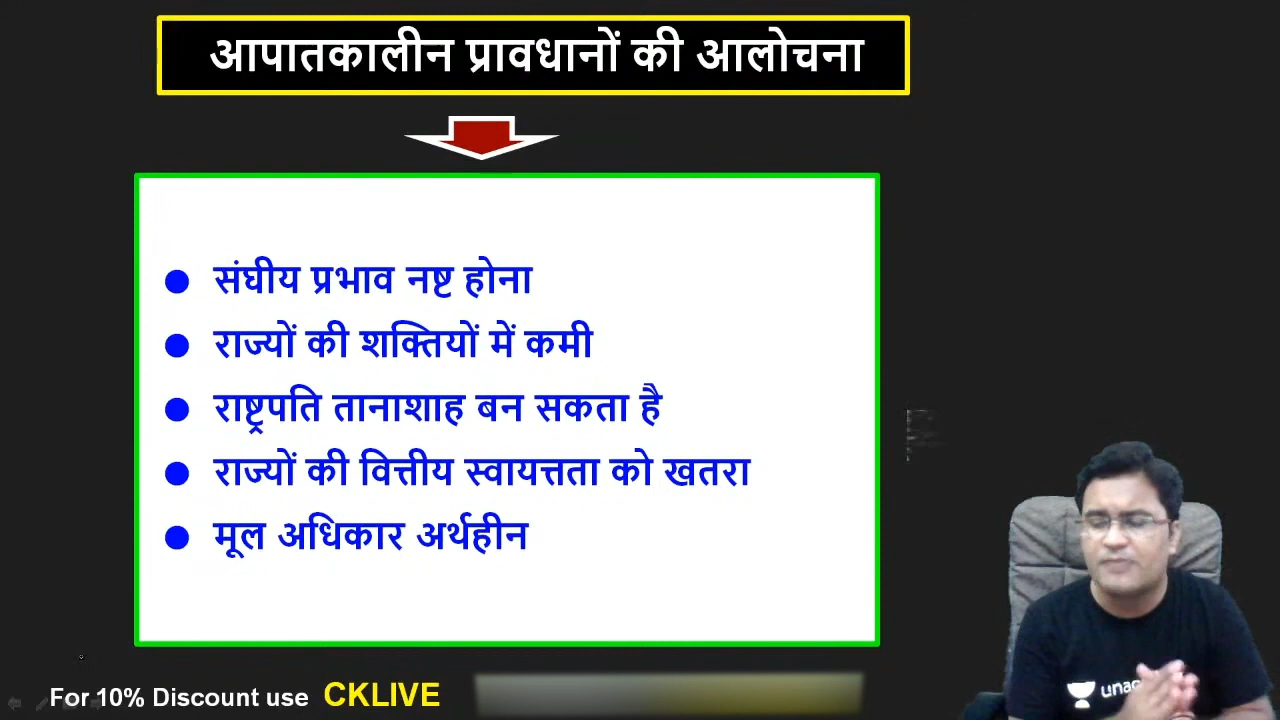 आपातकालीन प्रावधानों की आलोचना
● संघीय प्रभाव नष्ट होना
● राज्यों की शक्तियों में कमी
● राष्ट्रपति तानाशाह बन सकता है
● राज्यों की वित्तीय स्वायत्तता को खतरा
● मूल अधिकार अर्थहीन
For 10% Discount use CKLIVE